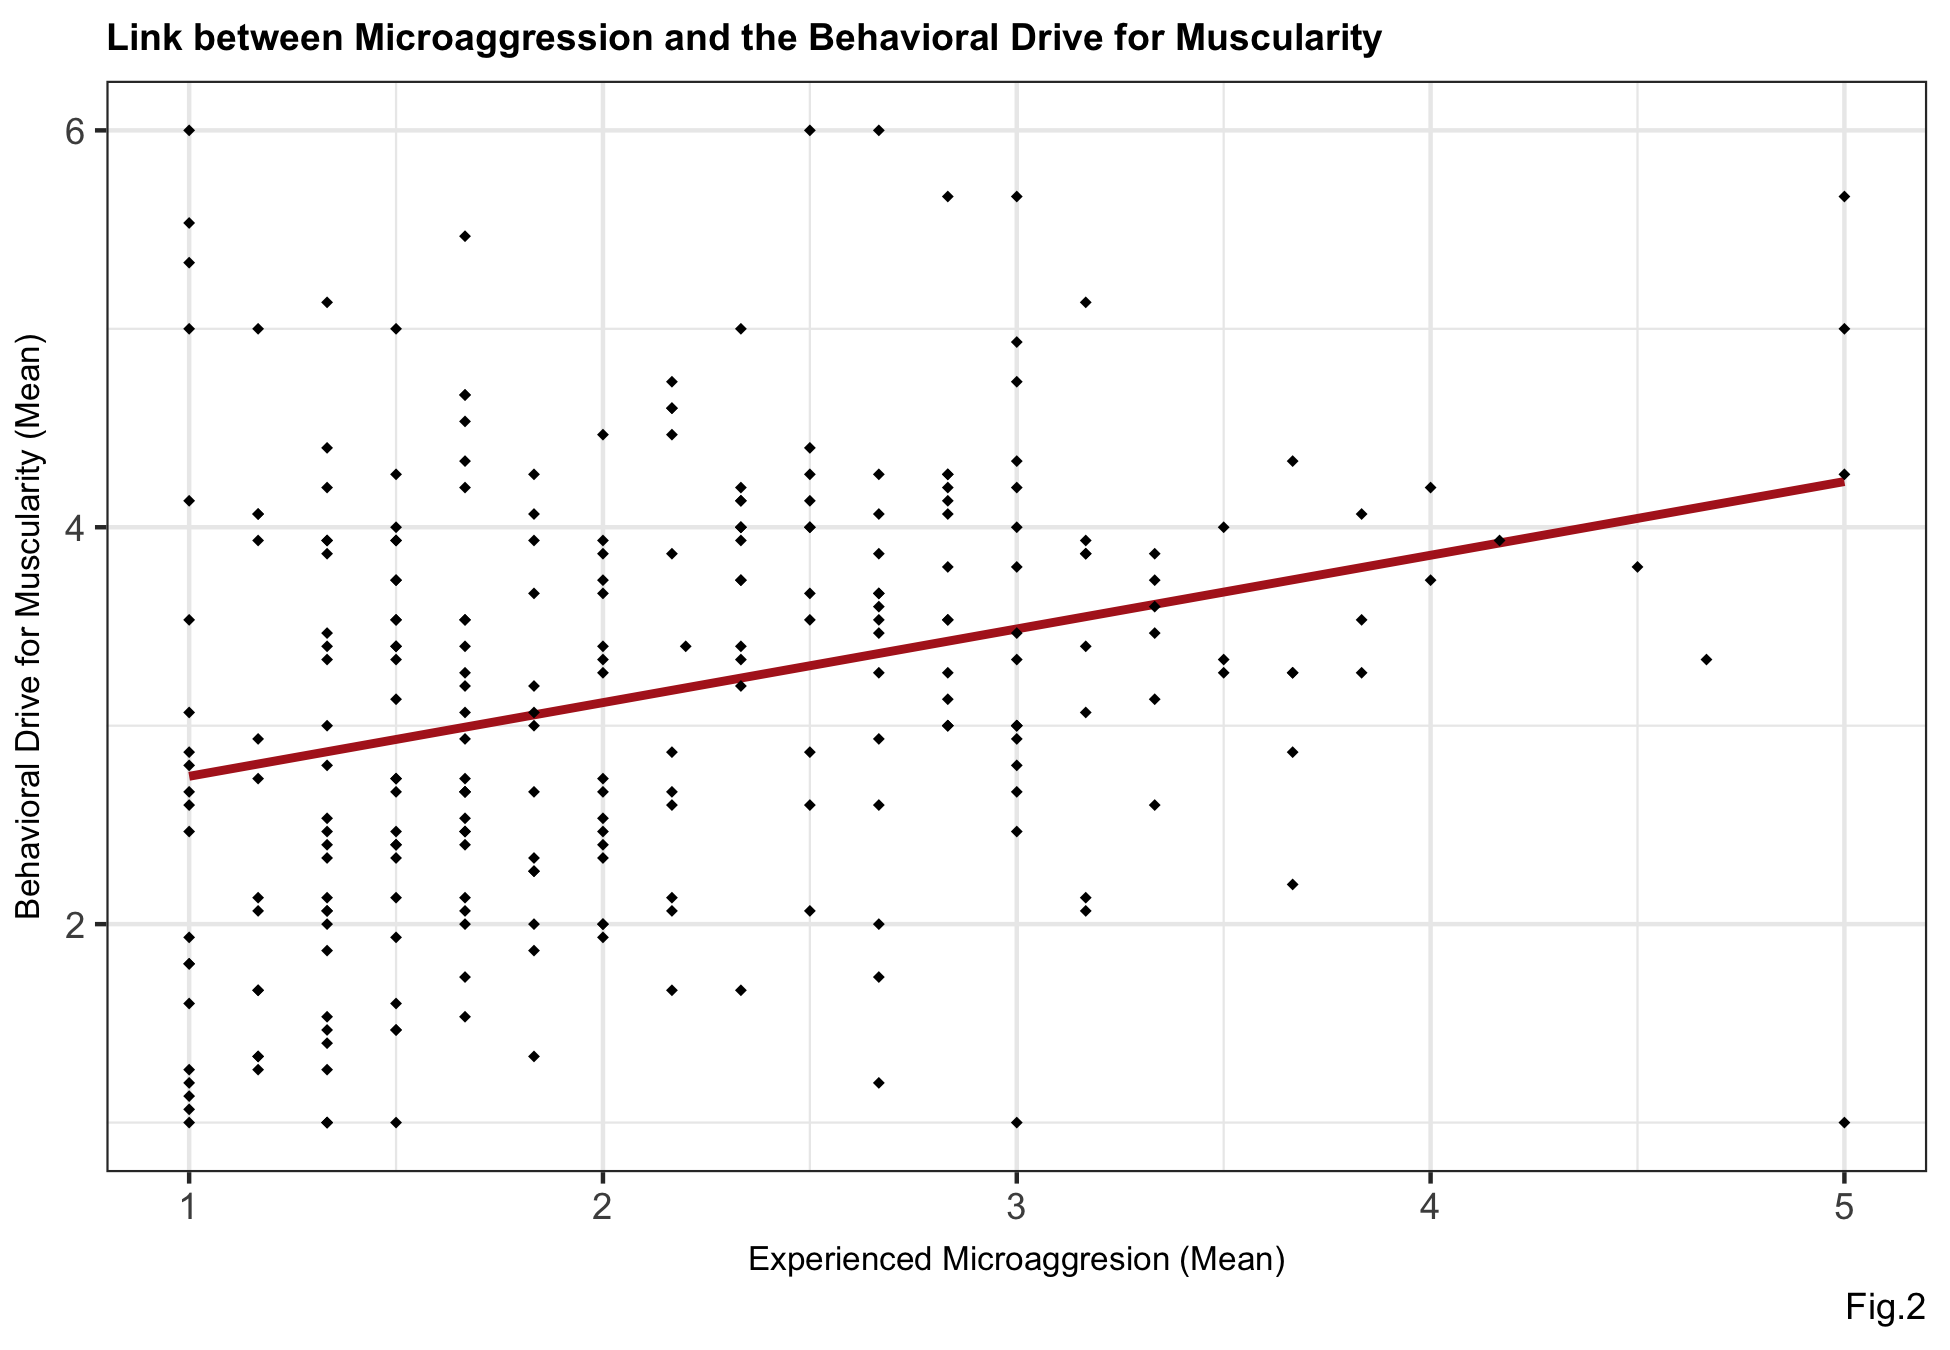 Link between Microaggression and the Behavioral Drive for Muscularity
Behavioral Drive for Muscularity (Mean)
6
4
2
1 2 3 4 5
Experienced Microaggresion (Mean)
Fig.2